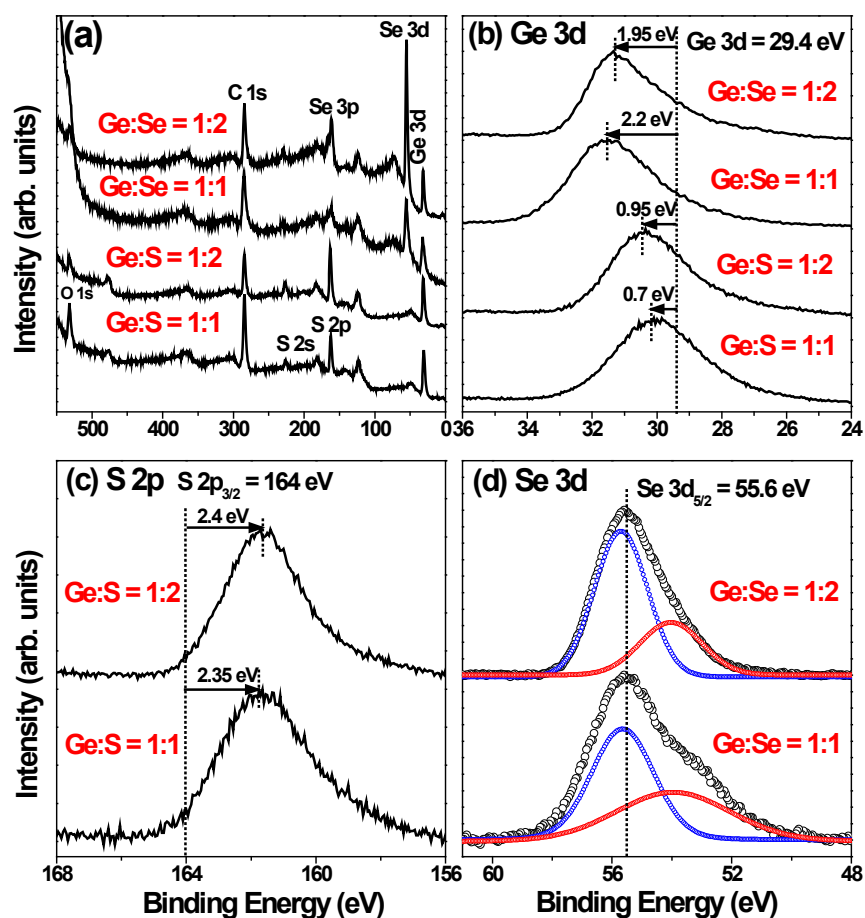 (a)
Se 3d
C 1s
Se 3p
Ge 3d
Ge:Se = 1:2
Ge:Se = 1:1
Ge:S = 1:2
O 1s
Ge:S = 1:1
S 2p
S 2s
500 400 300 200 100 0
Intensity (arb. units)
(b) Ge 3d
1.95 eV
Ge 3d = 29.4 eV
Ge:Se = 1:2
2.2 eV
Ge:Se = 1:1
0.95 eV
Ge:S = 1:2
0.7 eV
Ge:S = 1:1
36 34 32 30 28 26 24
(c) S 2p S 2p3/2 = 164 eV
2.4 eV
Ge:S = 1:2
2.35 eV
Ge:S = 1:1
168 164 160 156
Binding Energy (eV)
Intensity (arb. units)
(d) Se 3d
Se 3d5/2 = 55.6 eV
Ge:Se = 1:2
Ge:Se = 1:1
60 56 52 48
Binding Energy (eV)